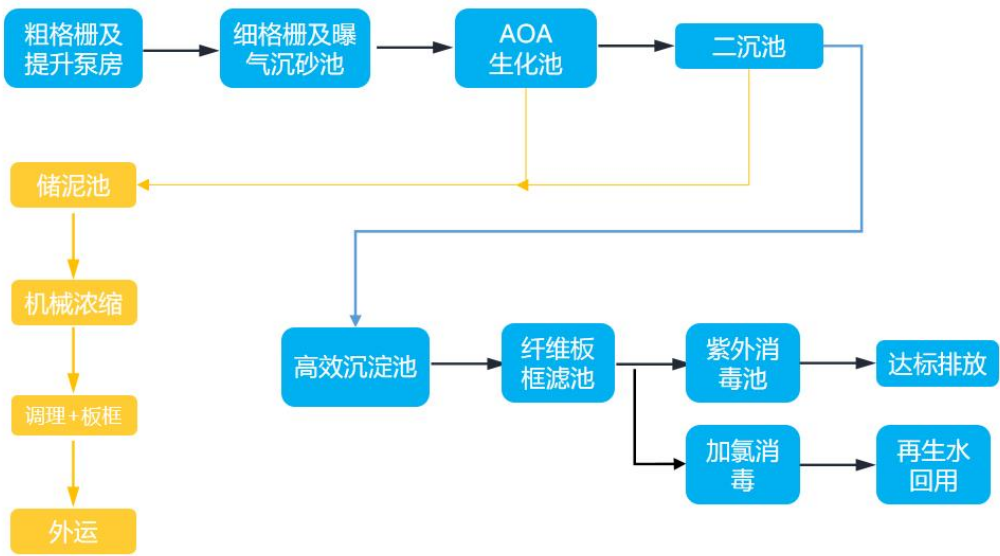 粗格栅及
提升泵房
细格栅及曝
气沉砂池
AOA
生化池
二沉池
储泥池
机械浓缩
调理+板框
外运
高效沉淀池
纤维板
框滤池
紫外消
毒池
达标排放
加氯消
毒
再生水
回用